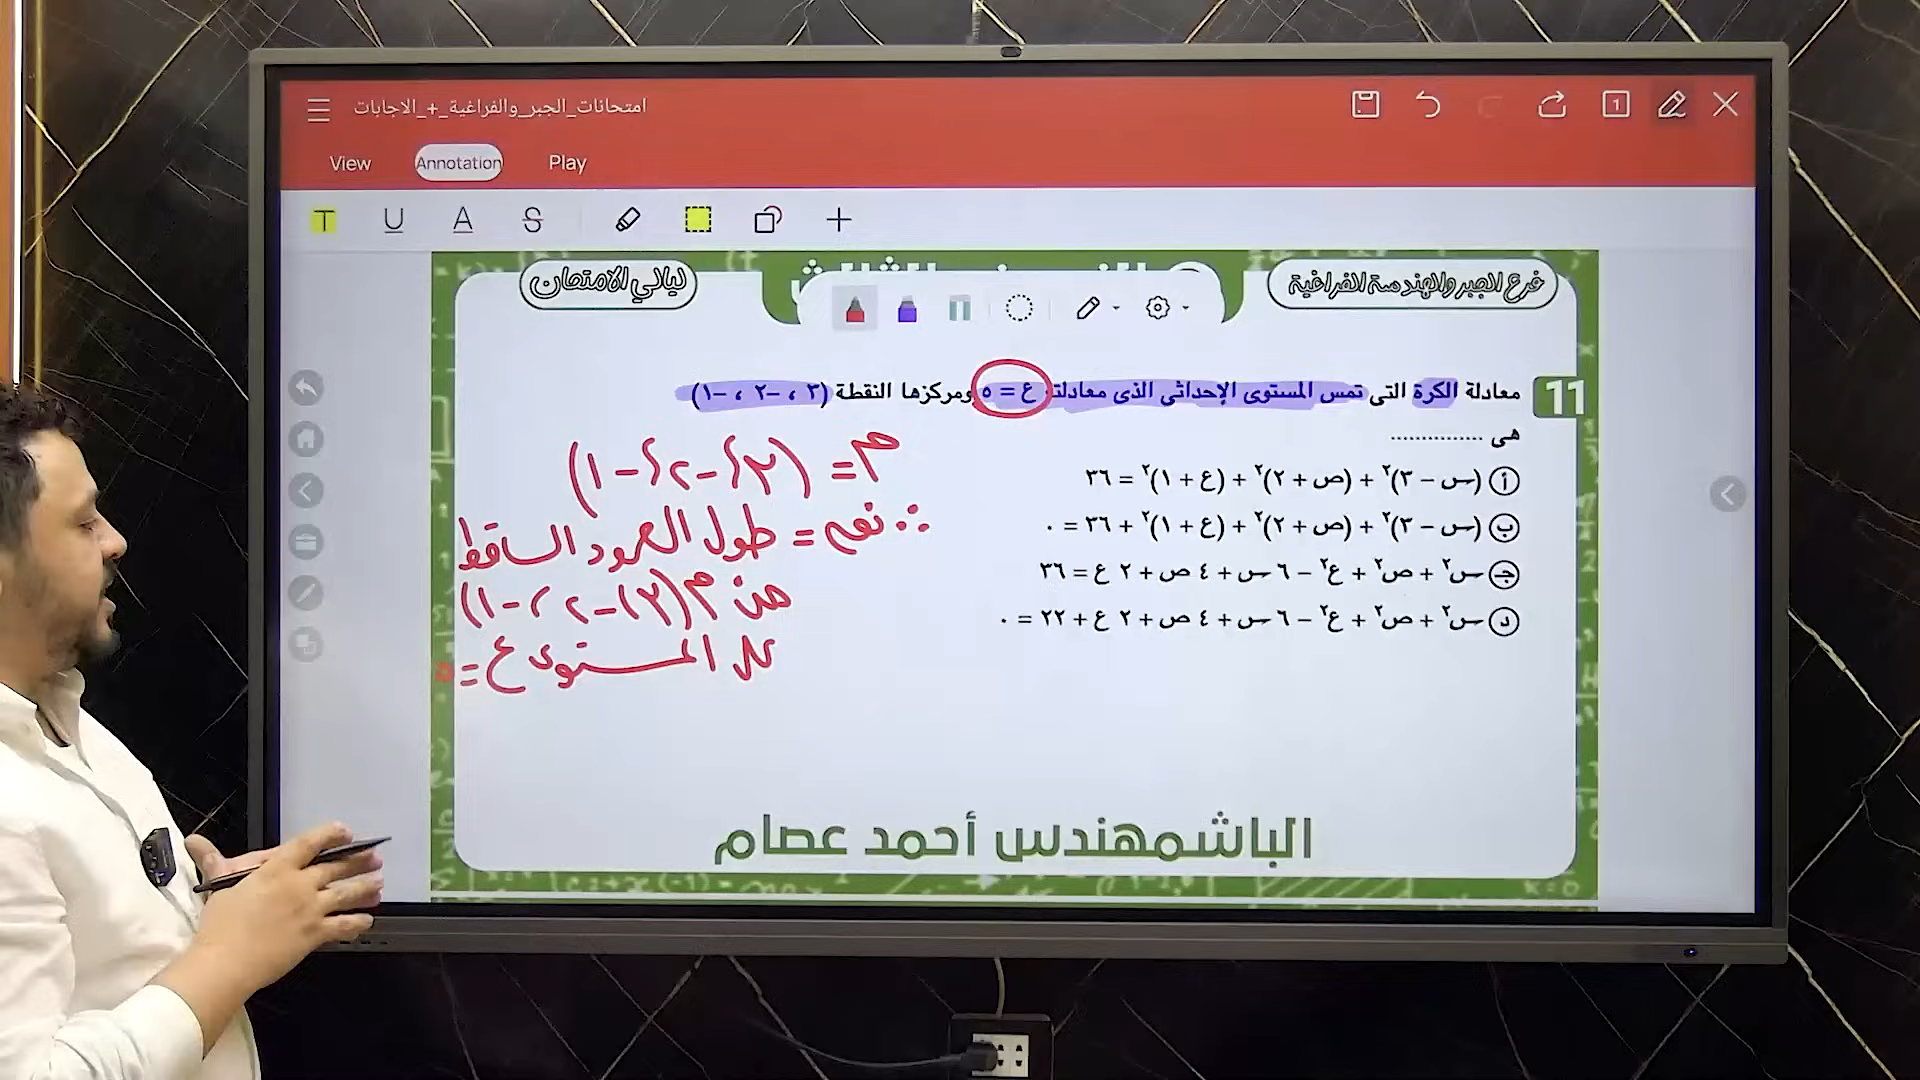 امتحانات_الجبر_والفراغية_+_الاجابات
View Annotation Play
فرع الجبر والهندسة الفراغية
ليالي الامتحان
11 معادلة الكرة التى تمس المستوى الإحداثى الذى معادلته ع = ٥ ومركزها النقطة (٣ ، -٢ ، -١)
هى ...............
أ (س - ٣)٢ + (ص + ٢)٢ + (ع + ١)٢ = ٣٦
ب (س - ٣)٢ + (ص + ٢)٢ + (ع + ١)٢ + ٣٦ = ٠
جـ س٢ + ص٢ + ع٢ - ٦ س + ٤ ص + ٢ ع = ٣٦
د س٢ + ص٢ + ع٢ - ٦ س + ٤ ص + ٢ ع + ٢٢ = ٠
م = (٣، -٢، -١)
∴ نق = طول العمود الساقط
من م (٣، -٢، -١)
على المستوى ع = ٥
الباشمهندس أحمد عصام